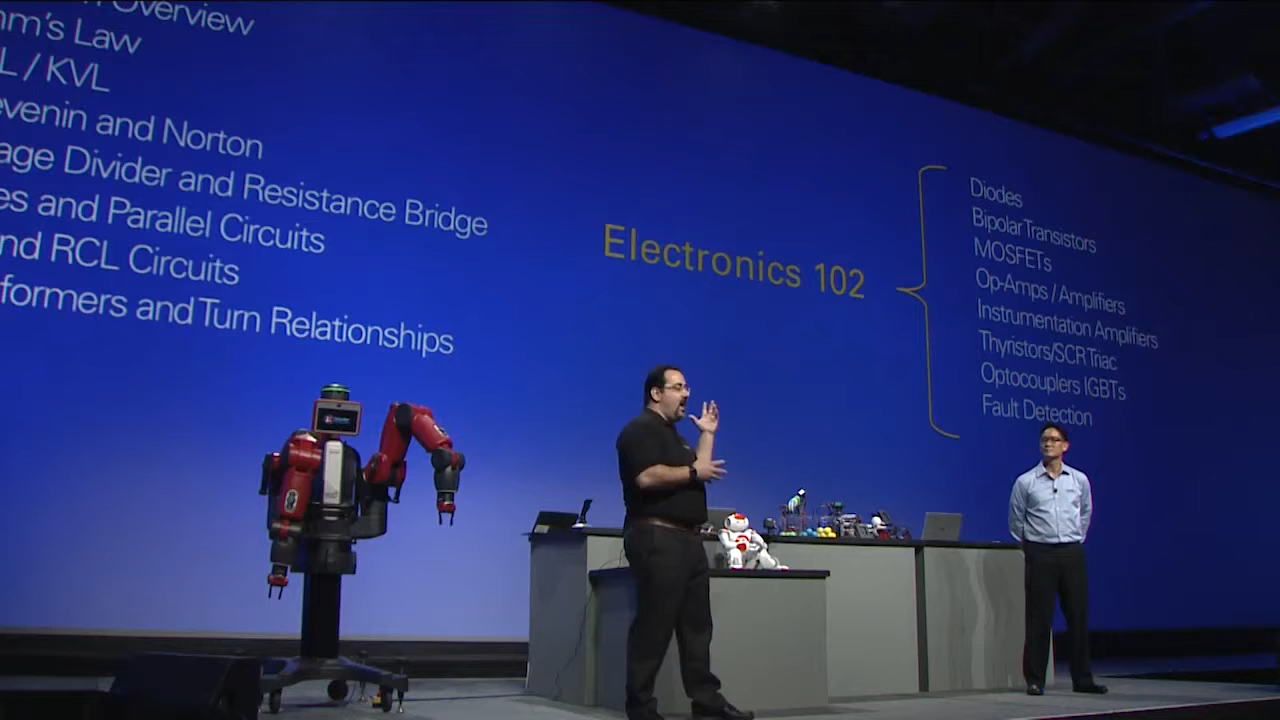 Overview
hm's Law
L / KVL
evenin and Norton
age Divider and Resistance Bridge
es and Parallel Circuits
nd RCL Circuits
formers and Turn Relationships
Electronics 102
Diodes
Bipolar Transistors
MOSFETs
Op-Amps / Amplifiers
Instrumentation Amplifiers
Thyristors/SCR Triac
Optocouplers IGBTs
Fault Detection